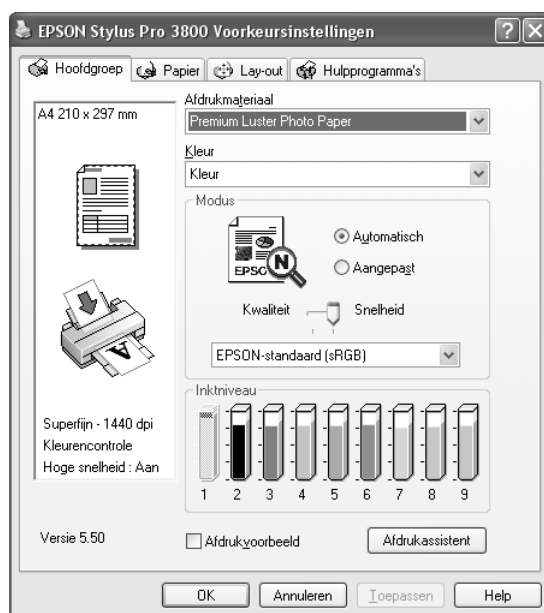 EPSON Stylus Pro 3800 Voorkeursinstellingen
Hoofdgroep Papier Lay-out Hulpprogramma's
A4 210 x 297 mm
Afdrukmateriaal
Premium Luster Photo Paper
Kleur
Kleur
Modus
EPSON
N
Automatisch
Aangepast
Kwaliteit Snelheid
EPSON-standaard (sRGB)
Inktniveau
1 2 3 4 5 6 7 8 9
A
Superfijn - 1440 dpi
Kleurencontrole
Hoge snelheid : Aan
Versie 5.50
Afdrukvoorbeeld
Afdrukassistent
OK Annuleren Toepassen Help